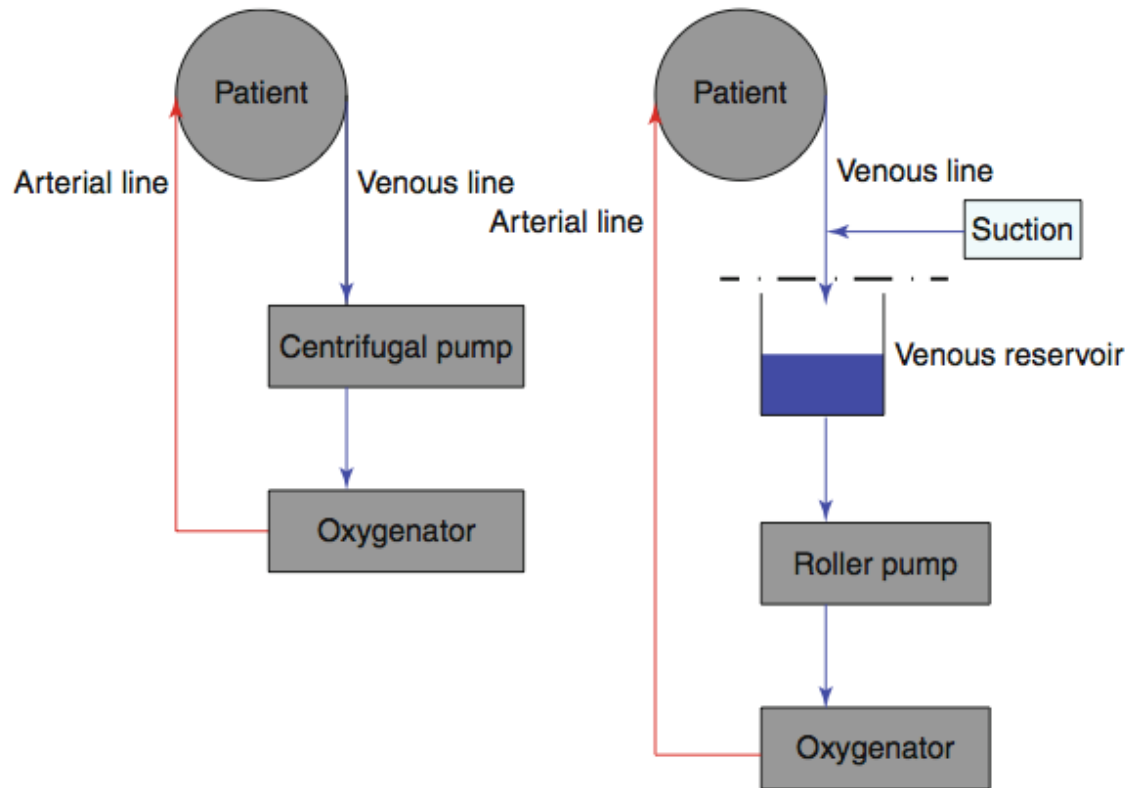 Patient
Arterial line
Venous line
Centrifugal pump
Oxygenator
Patient
Venous line
Arterial line
Suction
Venous reservoir
Roller pump
Oxygenator